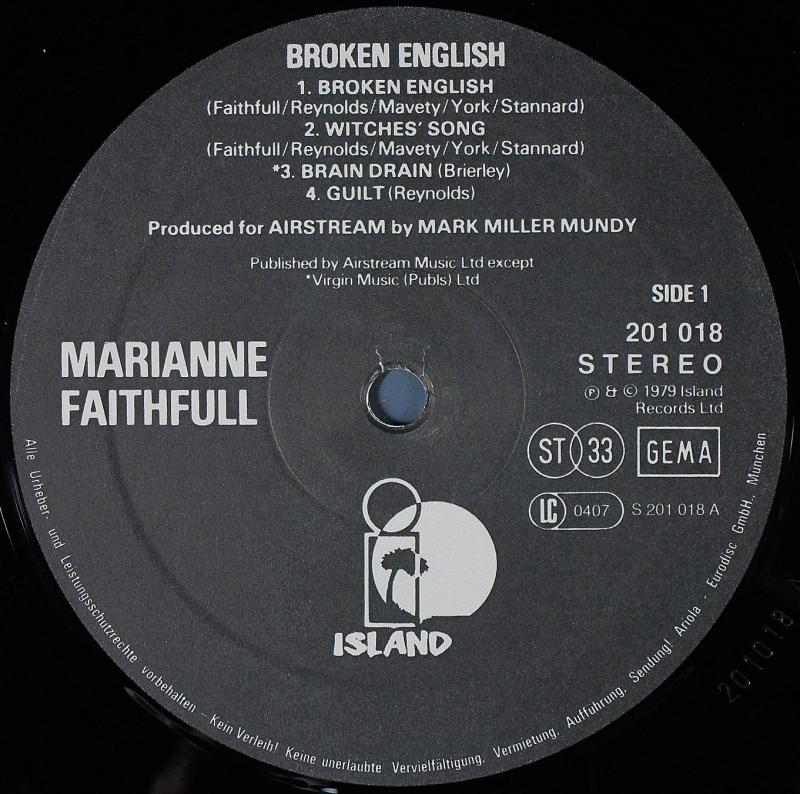 BROKEN ENGLISH
1. BROKEN ENGLISH
(Faithfull/Reynolds/Mavety/York/Stannard)
2. WITCHES' SONG
(Faithfull/Reynolds/Mavety/York/Stannard)
*3. BRAIN DRAIN (Brierley)
4. GUILT (Reynolds)
Produced for AIRSTREAM by MARK MILLER MUNDY
Published by Airstream Music Ltd except
*Virgin Music (Publs) Ltd
SIDE 1
201 018
STEREO
℗ & © 1979 Island
Records Ltd
MARIANNE
FAITHFULL
ST 33 GEMA
LC 0407 S 201 018 A
ISLAND
Alle Urheber- und Leistungsschutzrechte vorbehalten – Kein Verleih! Keine unerlaubte Vervielfältigung, Vermietung, Aufführung, Sendung! Ariola - Eurodisc GmbH., München
201018 A